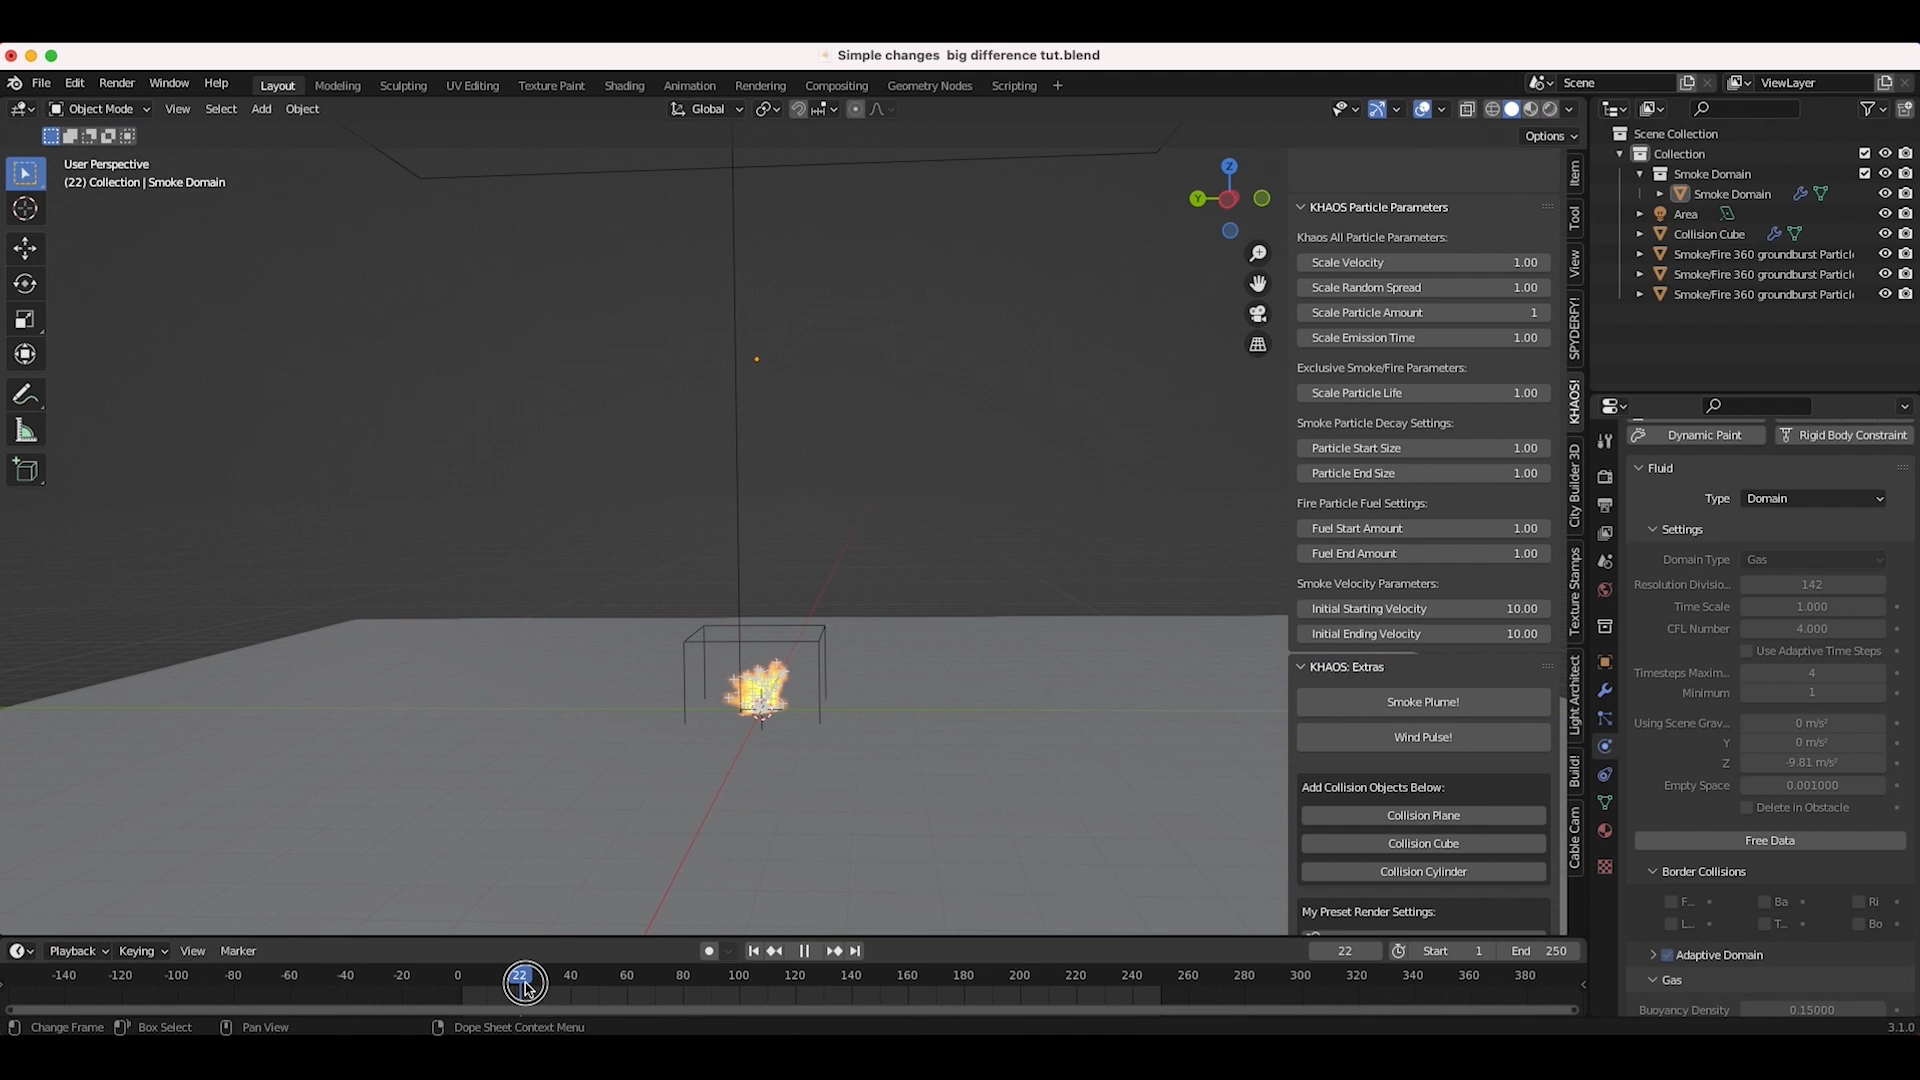 Simple changes  big difference tut.blend
File Edit Render Window Help Layout Modeling Sculpting UV Editing Texture Paint Shading Animation Rendering Compositing Geometry Nodes Scripting + Scene ViewLayer
Object Mode View Select Add Object Global
Options
User Perspective
(22) Collection | Smoke Domain
Z
Y
KHAOS Particle Parameters
Khaos All Particle Parameters:
Scale Velocity 1.00
Scale Random Spread 1.00
Scale Particle Amount 1
Scale Emission Time 1.00
Exclusive Smoke/Fire Parameters:
Scale Particle Life 1.00
Smoke Particle Decay Settings:
Particle Start Size 1.00
Particle End Size 1.00
Fire Particle Fuel Settings:
Fuel Start Amount 1.00
Fuel End Amount 1.00
Smoke Velocity Parameters:
Initial Starting Velocity 10.00
Initial Ending Velocity 10.00
KHAOS: Extras
Smoke Plume!
Wind Pulse!
Add Collision Objects Below:
Collision Plane
Collision Cube
Collision Cylinder
My Preset Render Settings:
Item
Tool
View
SPYDERFY!
KHAOS!
City Builder 3D
Texture Stamps
Light Architect
Build!
Cable Cam
Scene Collection
Collection
Smoke Domain
Smoke Domain
Area
Collision Cube
Smoke/Fire 360 groundburst Particl
Smoke/Fire 360 groundburst Particl
Smoke/Fire 360 groundburst Particl
Dynamic Paint Rigid Body Constraint
Fluid
Type Domain
Settings
Domain Type Gas
Resolution Divisio... 142
Time Scale 1.000
CFL Number 4.000
Use Adaptive Time Steps
Timesteps Maxim... 4
Minimum 1
Using Scene Grav... 0 m/s²
Y 0 m/s²
Z -9.81 m/s²
Empty Space 0.001000
Delete in Obstacle
Free Data
Border Collisions
F... Ba Ri
L... T... Bo
Adaptive Domain
Gas
Buoyancy Density 0.15000
Playback Keying View Marker 22 Start 1 End 250
-140 -120 -100 -80 -60 -40 -20 0 22 40 60 80 100 120 140 160 180 200 220 240 260 280 300 320 340 360 380
Change Frame Box Select Pan View Dope Sheet Context Menu 3.1.0